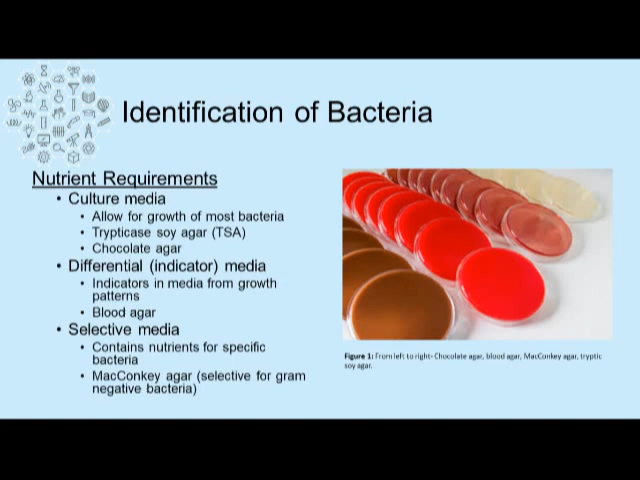 Identification of Bacteria
Nutrient Requirements
• Culture media
• Allow for growth of most bacteria
• Trypticase soy agar (TSA)
• Chocolate agar
• Differential (indicator) media
• Indicators in media from growth
patterns
• Blood agar
• Selective media
• Contains nutrients for specific
bacteria
• MacConkey agar (selective for gram
negative bacteria)
Figure 1: From left to right- Chocolate agar, blood agar, MacConkey agar, tryptic
soy agar.